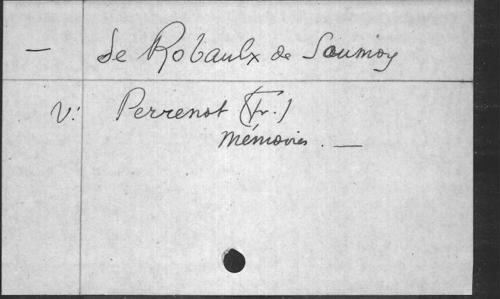 — de Robaulx de Soumoy
V: Perrenot (Fr.)
Mémoires. —